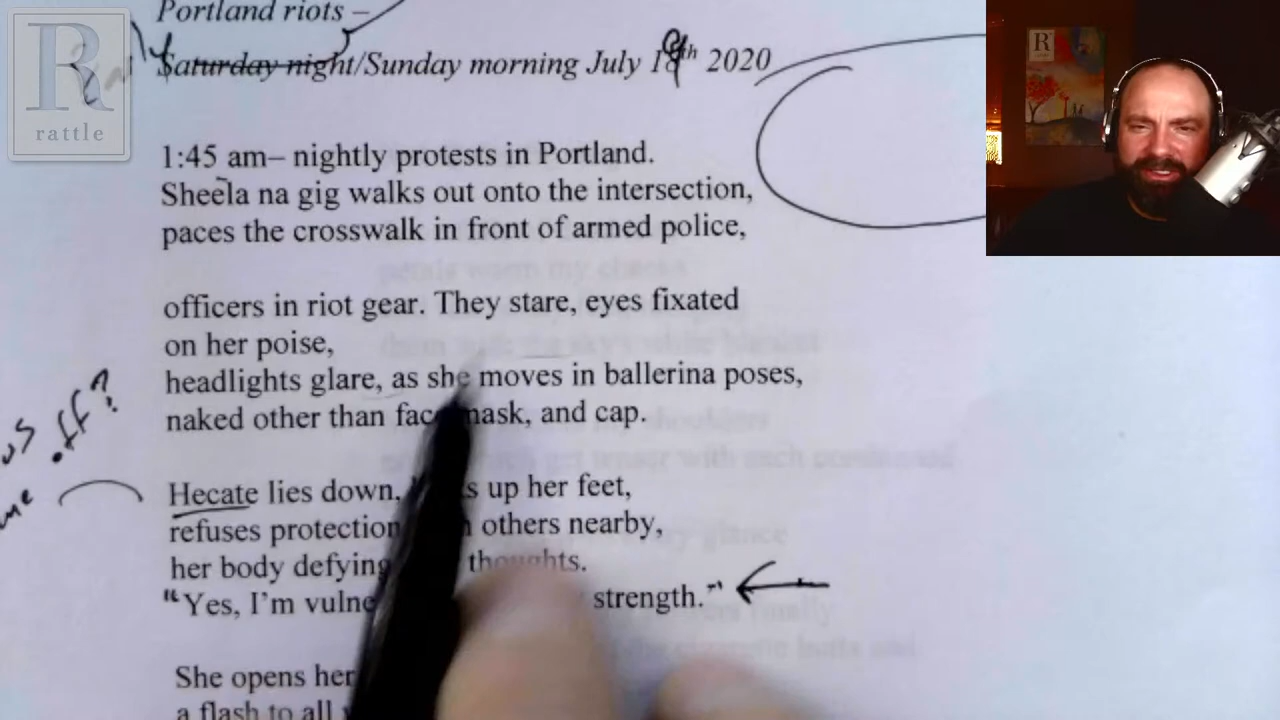 Portland riots –
Saturday night/Sunday morning July 19th 2020
R
rattle
1:45 am– nightly protests in Portland.
Sheela na gig walks out onto the intersection,
paces the crosswalk in front of armed police,
officers in riot gear. They stare, eyes fixated
on her poise,
headlights glare, as she moves in ballerina poses,
naked other than face mask, and cap.
off?
Hecate lies down, up her feet,
refuses protection others nearby,
her body defying thoughts.
"Yes, I'm strength."
She opens her
a flash to all